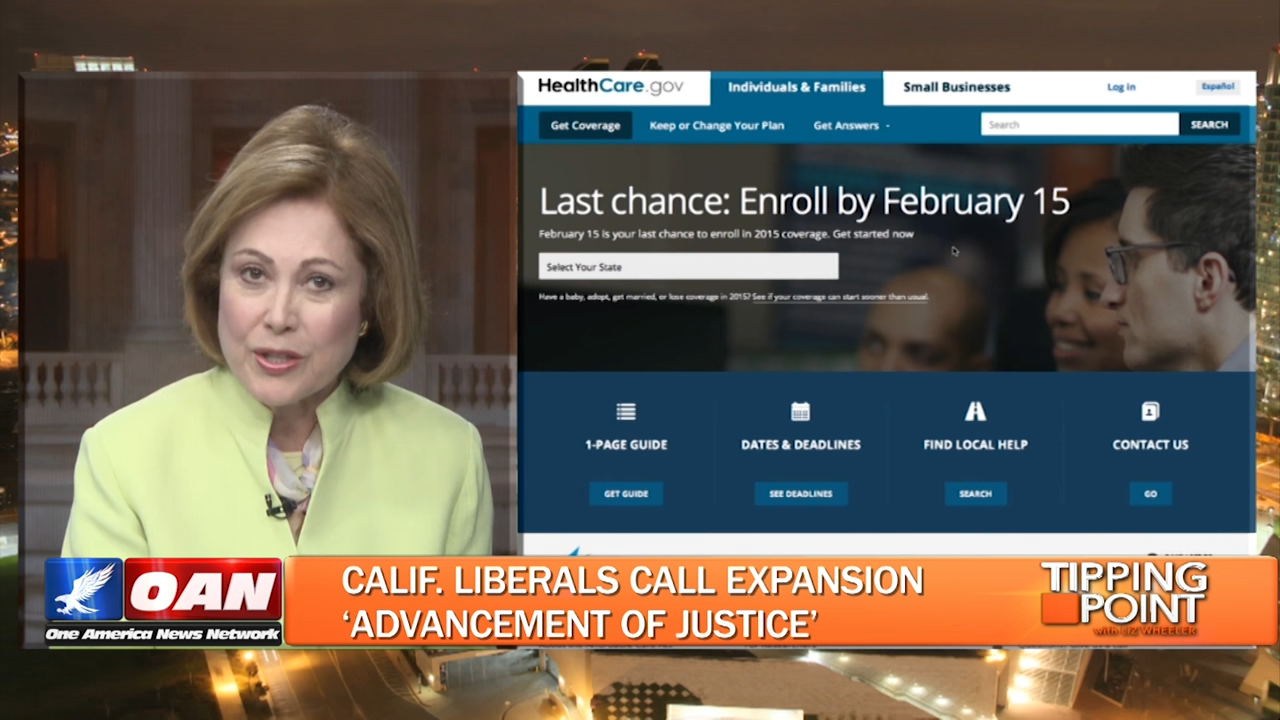 HealthCare.gov
Individuals & Families
Small Businesses
Log in
Español
Get Coverage
Keep or Change Your Plan
Get Answers
Search
SEARCH
Last chance: Enroll by February 15
February 15 is your last chance to enroll in 2015 coverage. Get started now
Select Your State
Have a baby, adopt, get married, or lose coverage in 2015? See if your coverage can start sooner than usual.
1-PAGE GUIDE
DATES & DEADLINES
FIND LOCAL HELP
CONTACT US
GET GUIDE
SEE DEADLINES
SEARCH
GO
OAN
One America News Network
CALIF. LIBERALS CALL EXPANSION
‘ADVANCEMENT OF JUSTICE’
TIPPING
POINT
with LIZ WHEELER